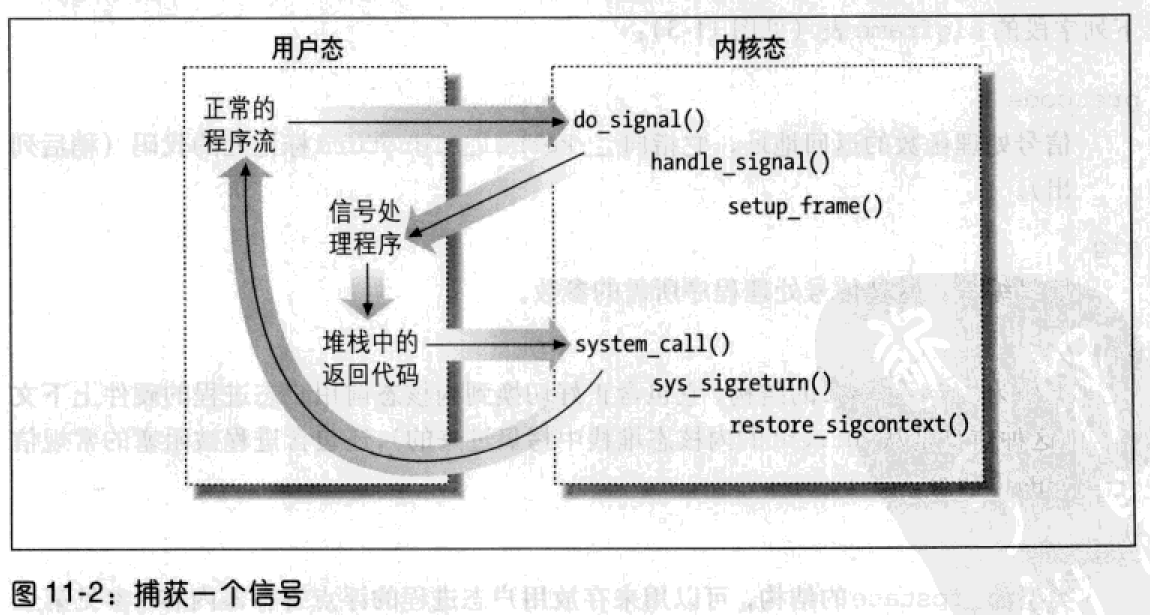 用户态
内核态
正常的
程序流
do_signal()
handle_signal()
setup_frame()
信号处
理程序
堆栈中的
返回代码
system_call()
sys_sigreturn()
restore_sigcontext()
图 11-2：捕获一个信号